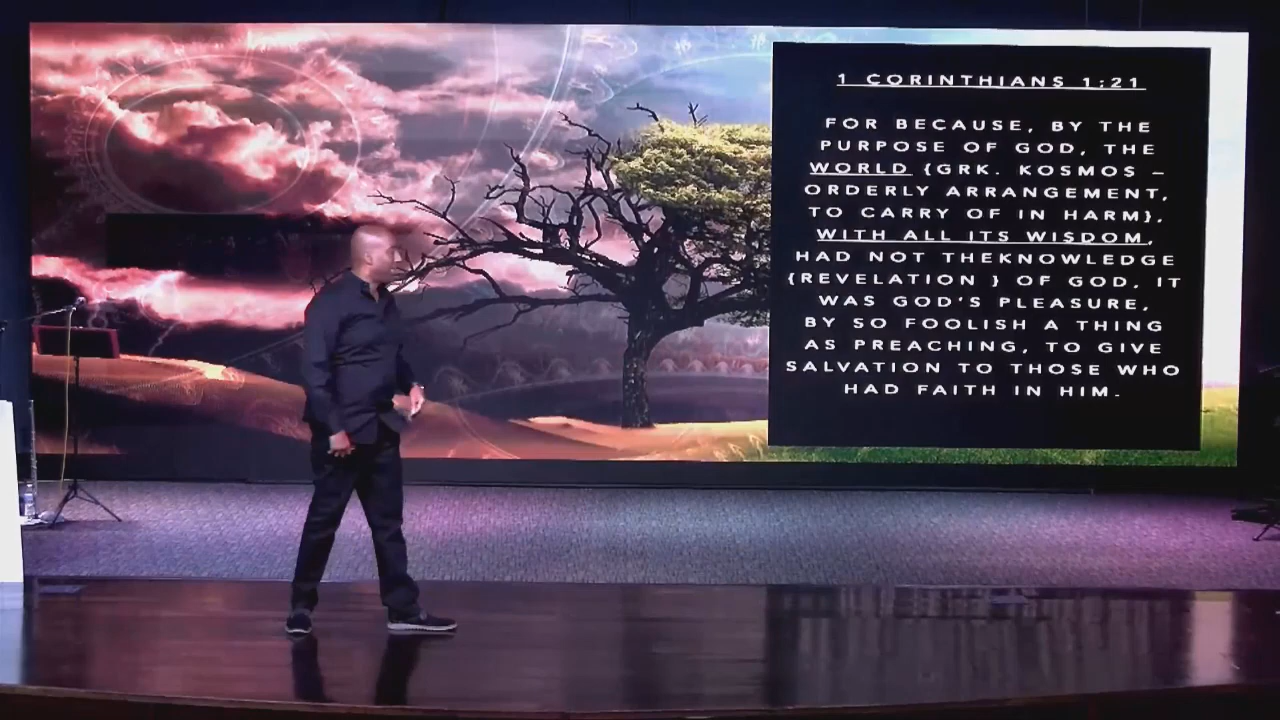 1 CORINTHIANS 1:21
FOR BECAUSE, BY THE
PURPOSE OF GOD, THE
WORLD {GRK. KOSMOS –
ORDERLY ARRANGEMENT,
TO CARRY OF IN HARM},
WITH ALL ITS WISDOM,
HAD NOT THEKNOWLEDGE
{REVELATION } OF GOD, IT
WAS GOD'S PLEASURE,
BY SO FOOLISH A THING
AS PREACHING, TO GIVE
SALVATION TO THOSE WHO
HAD FAITH IN HIM.